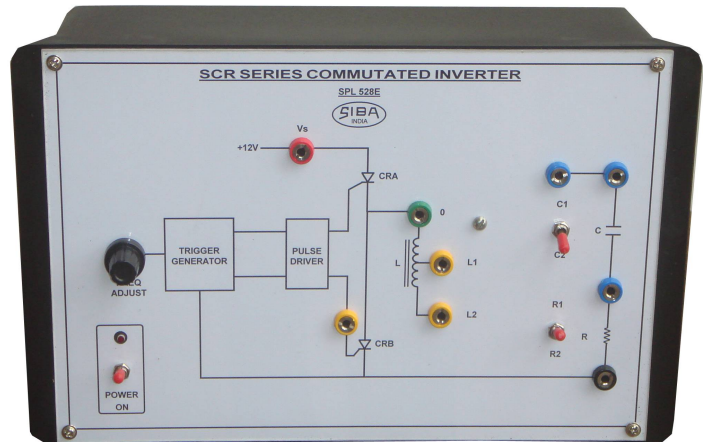 SCR SERIES COMMUTATED INVERTER
SPL 528E
SIBA
INDIA
Vs
+12V
CRA
0
C1
C
C2
TRIGGER
GENERATOR
PULSE
DRIVER
L
L1
ADJUST
L2
R1
R
R2
CRB
POWER
ON